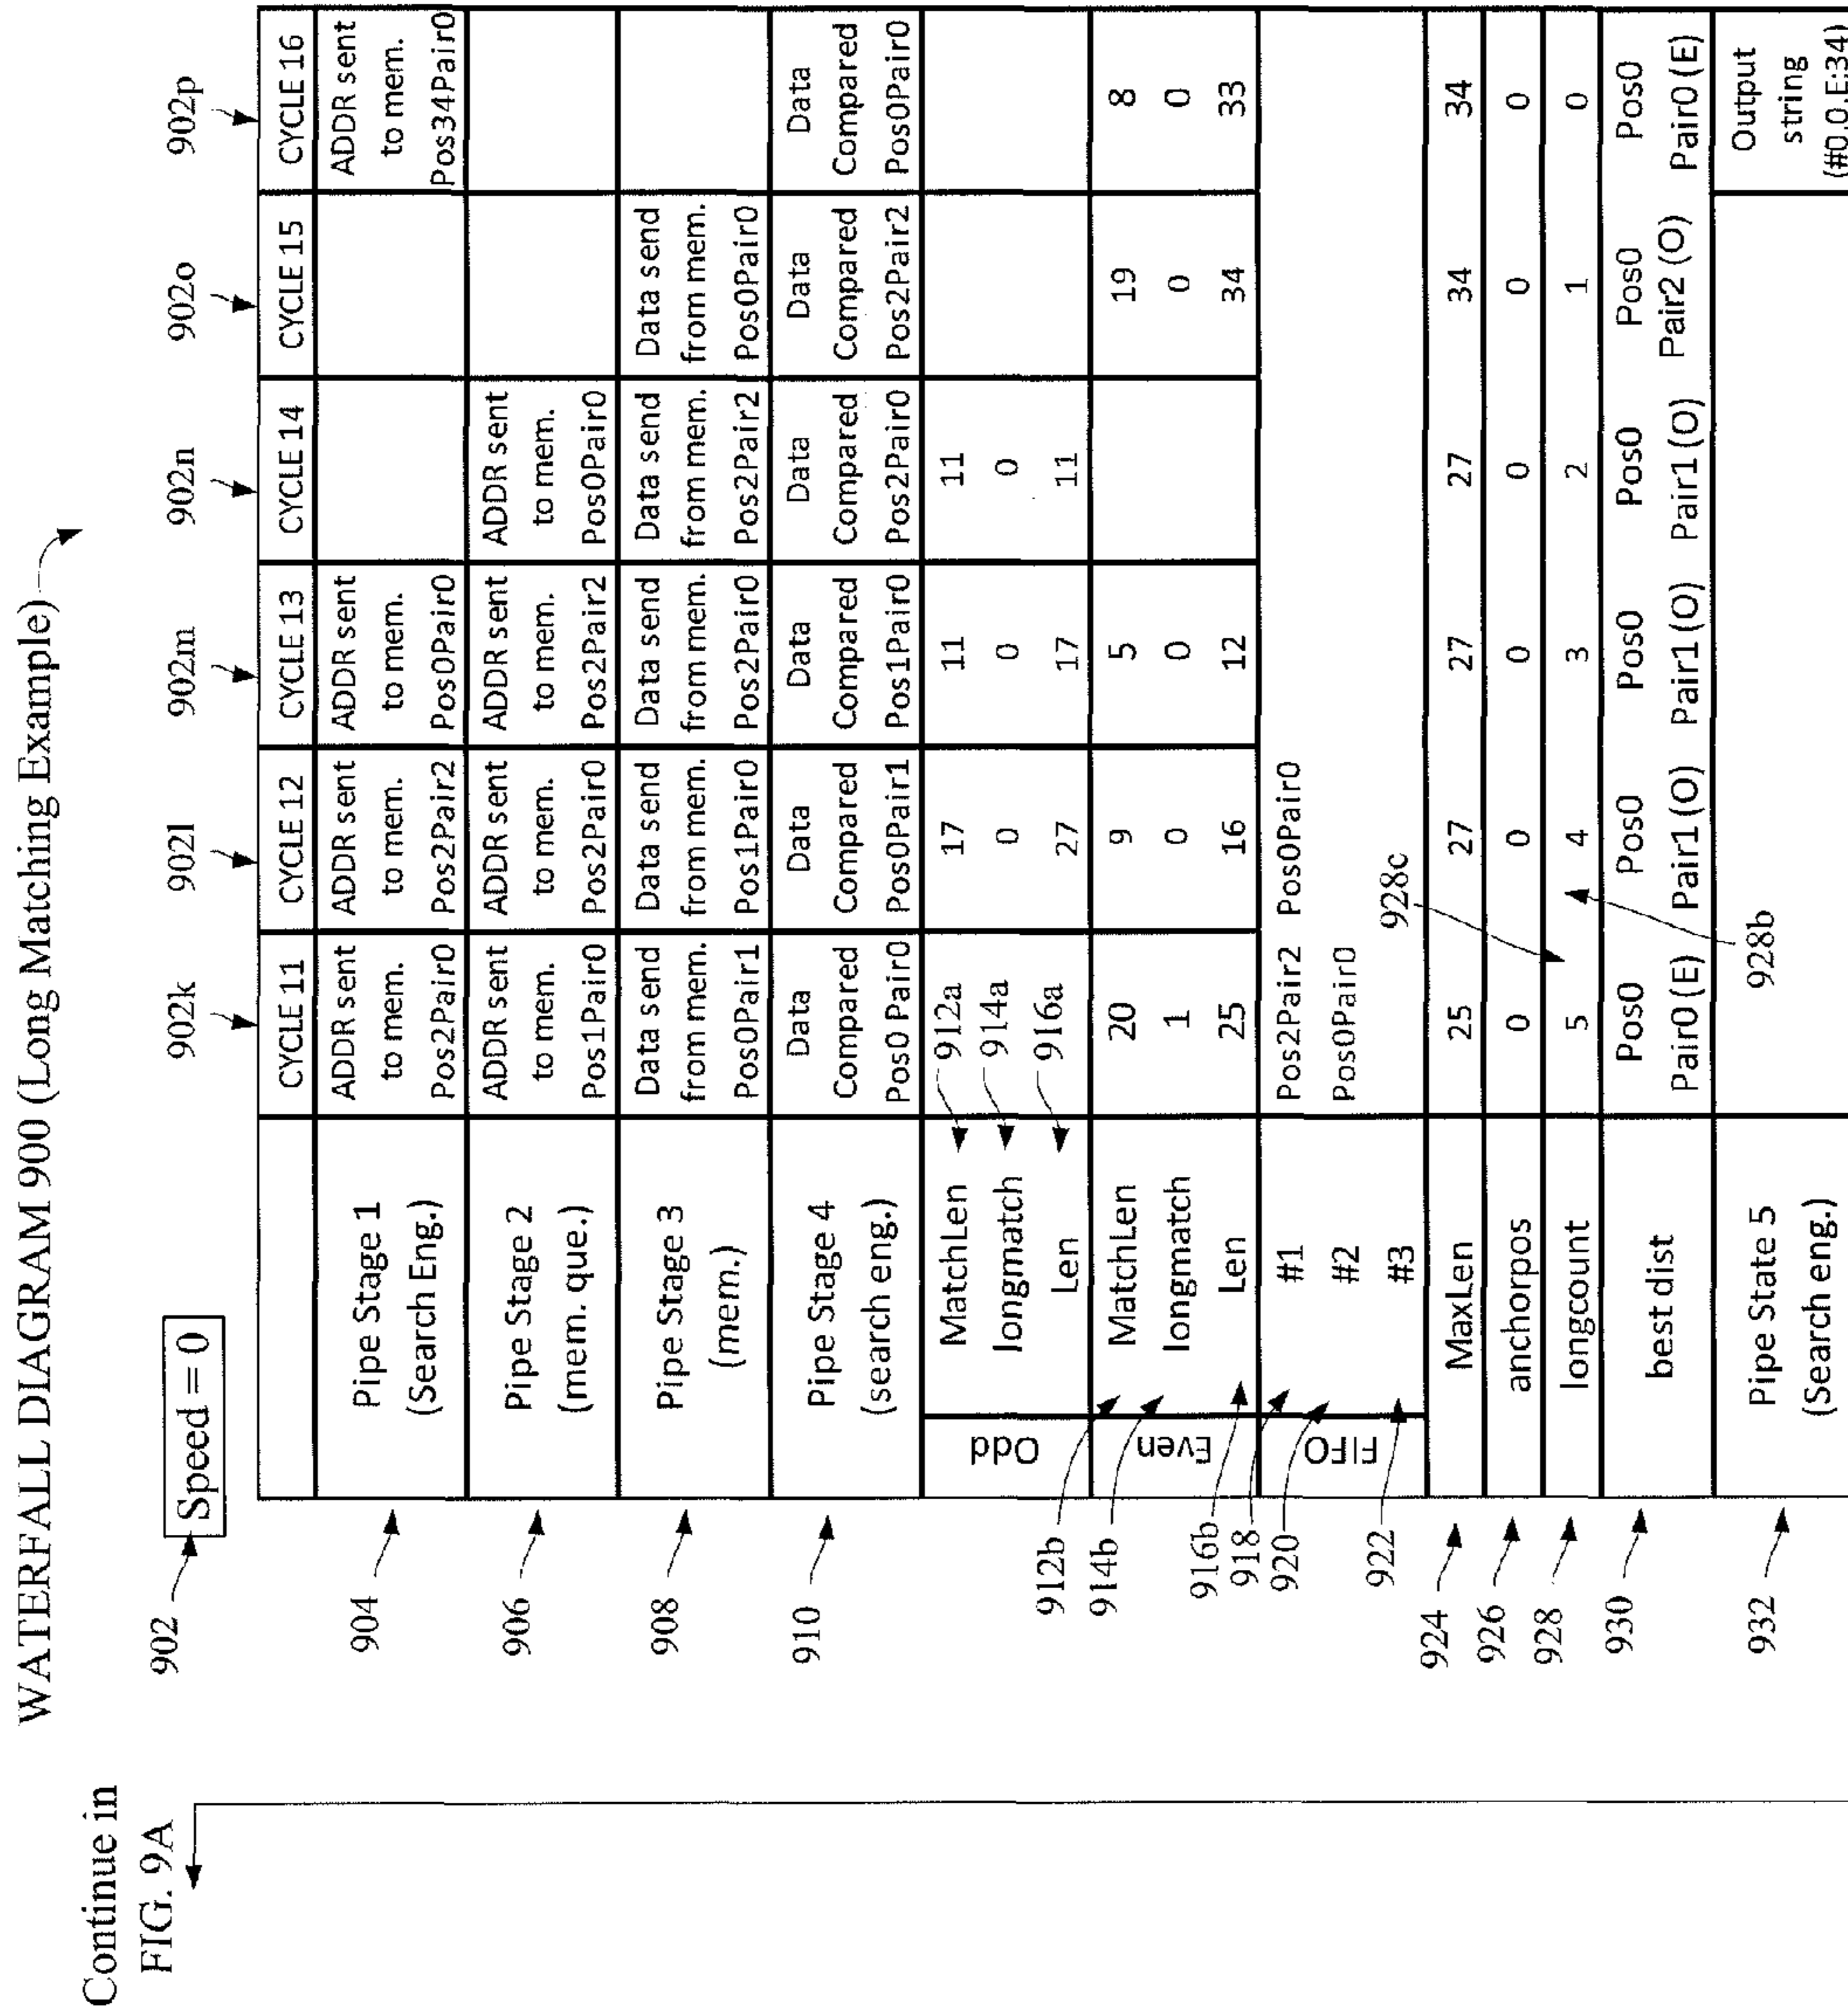 WATERFALL DIAGRAM 900 (Long Matching Example)
Continue in
FIG. 9A
902
Speed = 0
902k
902l
902m
902n
902o
902p
CYCLE 11
CYCLE 12
CYCLE 13
CYCLE 14
CYCLE 15
CYCLE 16
904
Pipe Stage 1
(Search Eng.)
ADDR sent
to mem.
Pos2Pair0
ADDR sent
to mem.
Pos2Pair2
ADDR sent
to mem.
Pos0Pair0
ADDR sent
to mem.
Pos34Pair0
906
Pipe Stage 2
(mem. que.)
ADDR sent
to mem.
Pos1Pair0
ADDR sent
to mem.
Pos2Pair0
ADDR sent
to mem.
Pos2Pair2
ADDR sent
to mem.
Pos0Pair0
908
Pipe Stage 3
(mem.)
Data send
from mem.
Pos0Pair1
Data send
from mem.
Pos1Pair0
Data send
from mem.
Pos2Pair0
Data send
from mem.
Pos2Pair2
Data send
from mem.
Pos0Pair0
910
Pipe Stage 4
(search eng.)
Data
Compared
Pos0 Pair0
Data
Compared
Pos0Pair1
Data
Compared
Pos1Pair0
Data
Compared
Pos2Pair0
Data
Compared
Pos2Pair2
Data
Compared
Pos0Pair0
Odd
MatchLen 912a 17 11 11
longmatch 914a 0 0 0
Len 916a 27 17 11
912b
914b
916b
Even
MatchLen 20 9 5 19 8
longmatch 1 0 0 0 0
Len 25 16 12 34 33
918
920
922
FIFO
#1 Pos2Pair2 Pos0Pair0
#2 Pos0Pair0
#3
928c
924
MaxLen 25 27 27 27 34 34
926
anchorpos 0 0 0 0 0 0
928
longcount 5 4 3 2 1 0
930
best dist
Pos0
Pair0 (E)
Pos0
Pair1 (O)
Pos0
Pair1 (O)
Pos0
Pair1 (O)
Pos0
Pair2 (O)
Pos0
Pair0 (E)
928b
932
Pipe State 5
(Search eng.)
Output
string
(#0,0,E:34)